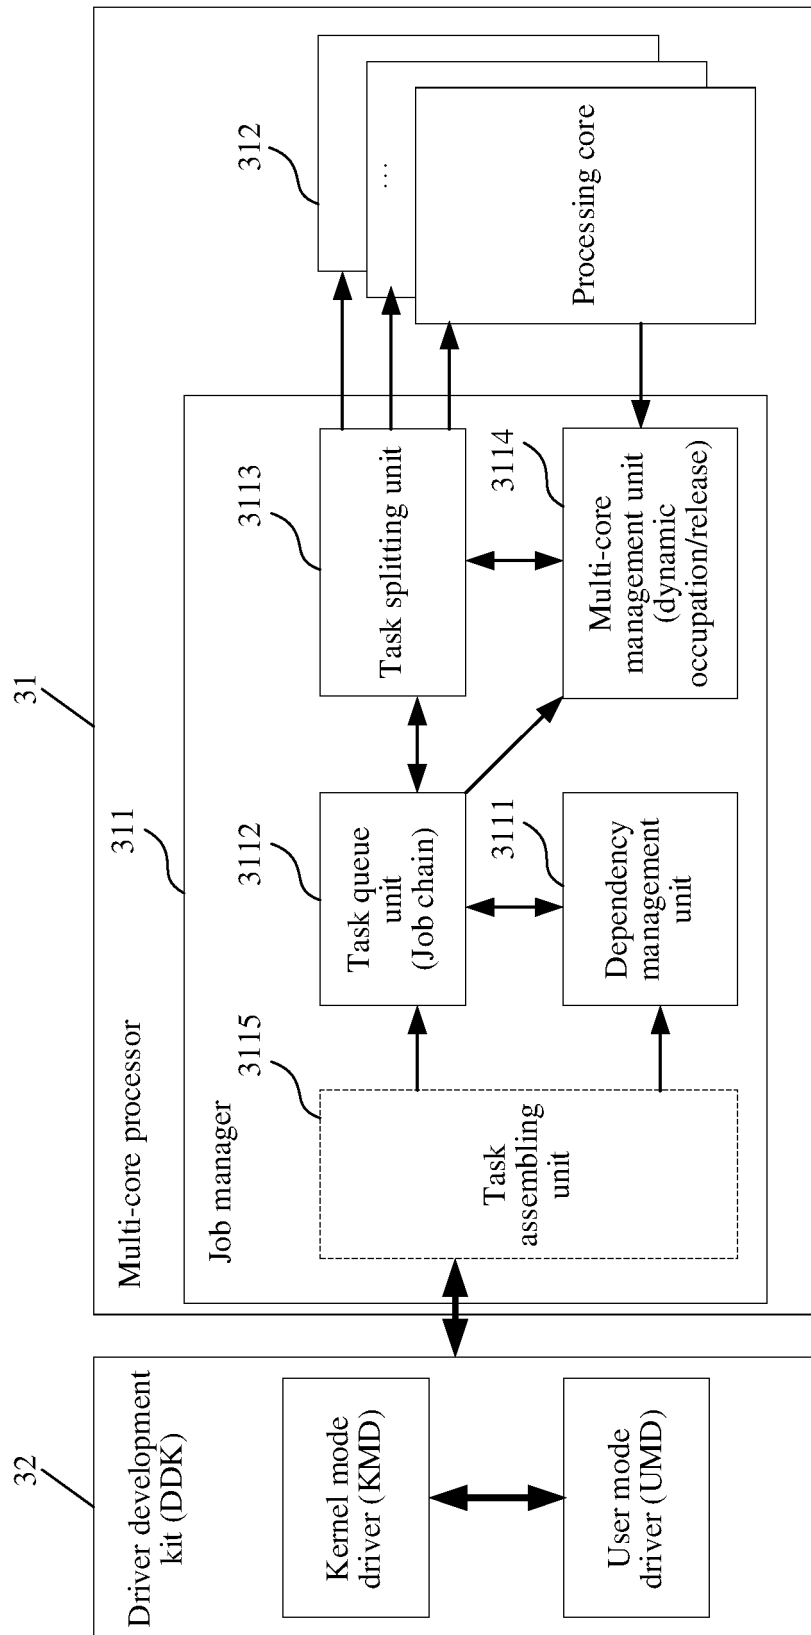 32
Driver development
kit (DDK)
Kernel mode
driver (KMD)
User mode
driver (UMD)
31
Multi-core processor
311
Job manager
3115
Task
assembling
unit
3112
Task queue
unit
(Job chain)
3111
Dependency
management
unit
3113
Task splitting unit
3114
Multi-core
management unit
(dynamic
occupation/release)
312
...
Processing core